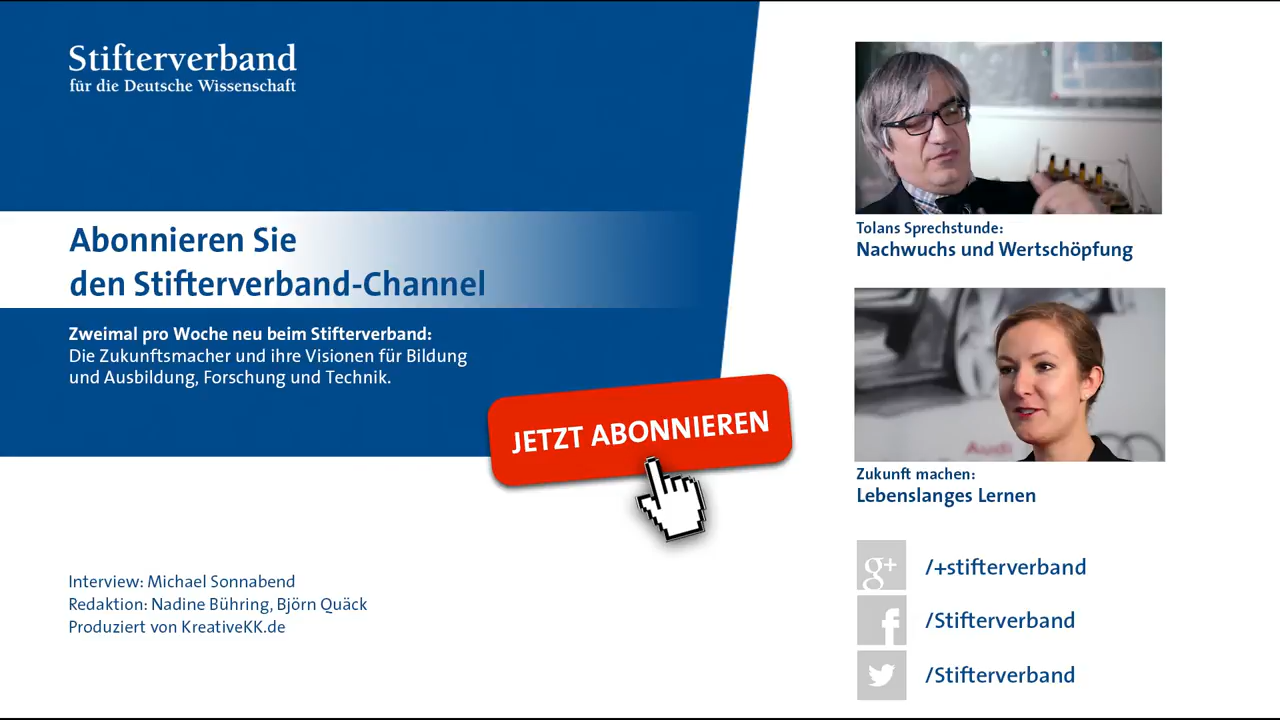 Stifterverband
für die Deutsche Wissenschaft
Abonnieren Sie
den Stifterverband-Channel
Zweimal pro Woche neu beim Stifterverband:
Die Zukunftsmacher und ihre Visionen für Bildung
und Ausbildung, Forschung und Technik.
JETZT ABONNIEREN
Interview: Michael Sonnabend
Redaktion: Nadine Bühring, Björn Quäck
Produziert von KreativeKK.de
Tolans Sprechstunde:
Nachwuchs und Wertschöpfung
Audi
Zukunft machen:
Lebenslanges Lernen
g+ /+stifterverband
f /Stifterverband
/Stifterverband